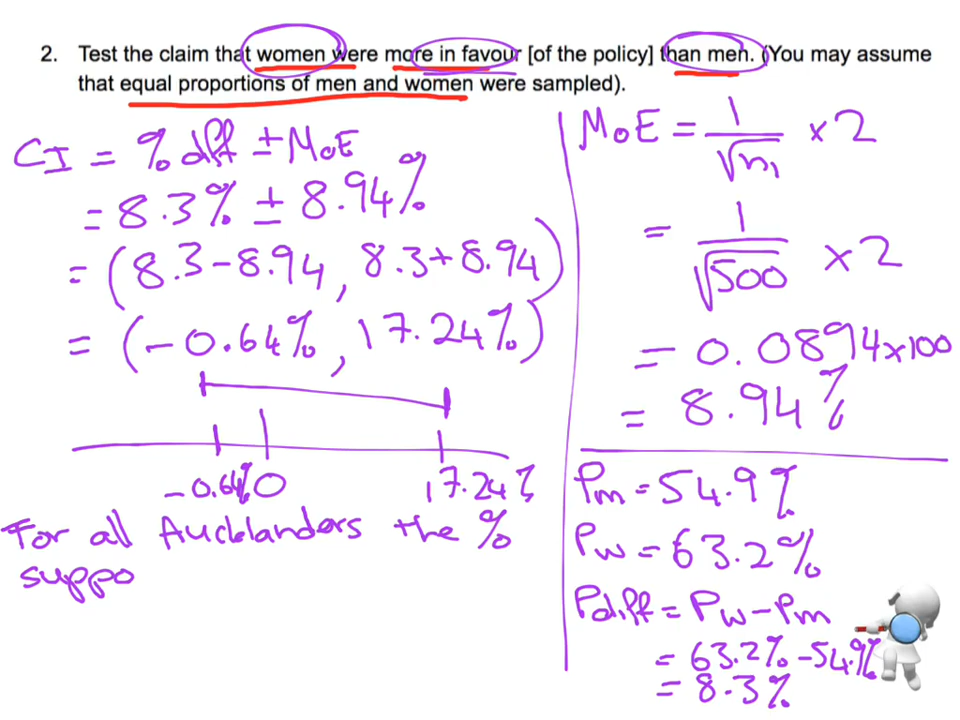 2. Test the claim that women were more in favour [of the policy] than men. (You may assume
that equal proportions of men and women were sampled).
CI = % diff ± MoE
= 8.3% ± 8.94%
= (8.3-8.94, 8.3+8.94)
= (-0.64%, 17.24%)
-0.64% 0 17.24%
For all Aucklanders the %
suppo
MoE = 1/√n₁ × 2
= 1/√500 × 2
= 0.0894×100
= 8.94%
Pm = 54.9%
Pw = 63.2%
Pdiff = Pw - Pm
= 63.2% - 54.9%
= 8.3%